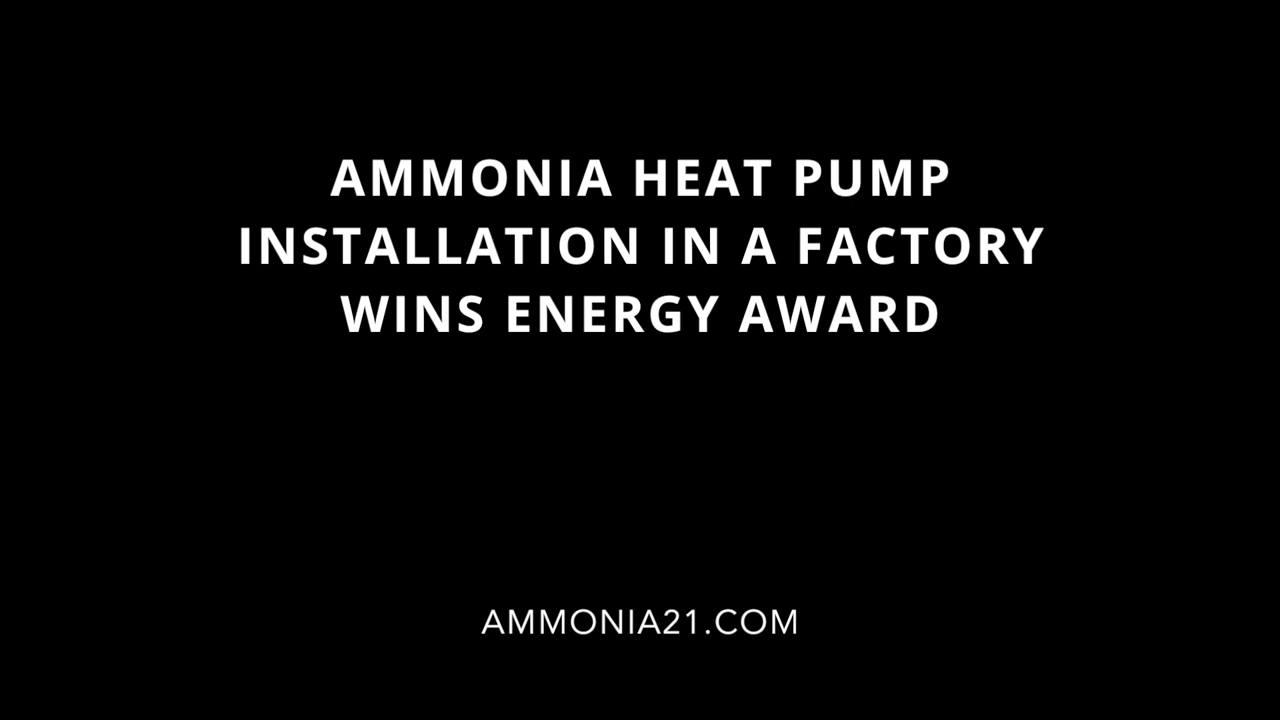 AMMONIA HEAT PUMP
INSTALLATION IN A FACTORY
WINS ENERGY AWARD
AMMONIA21.COM